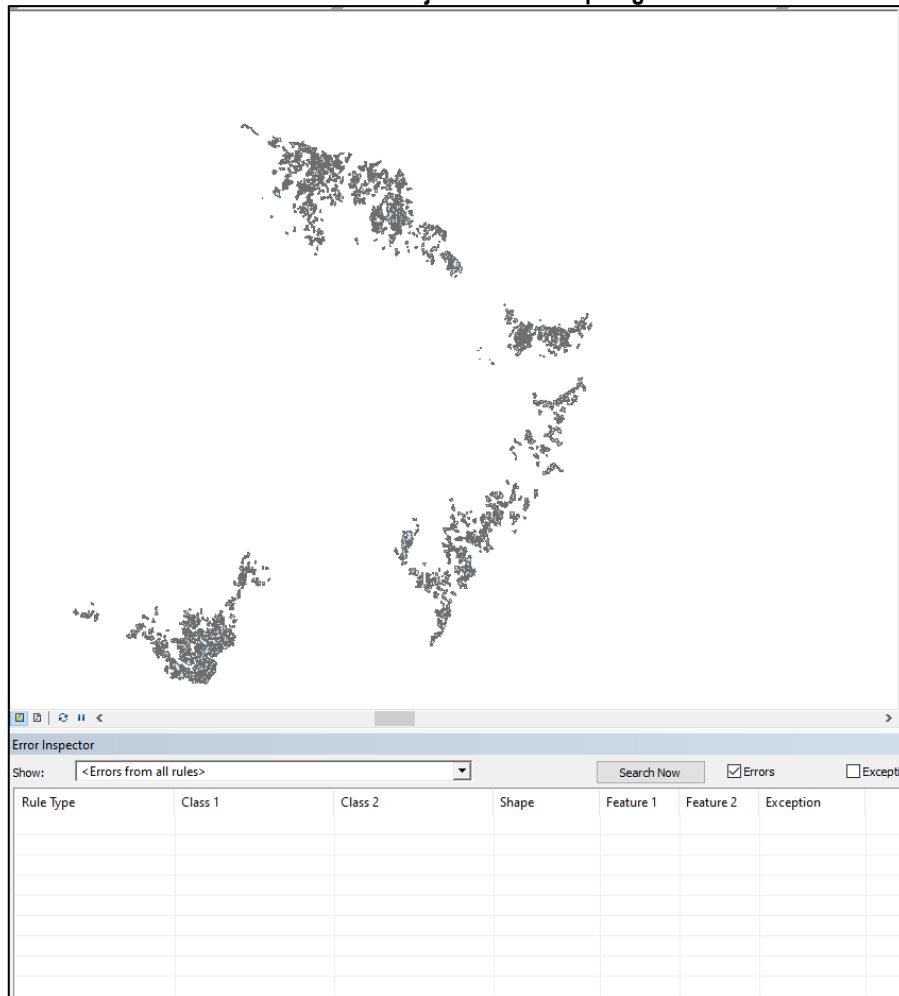 Error Inspector
Show: <Errors from all rules> Search Now Errors
Rule Type Class 1 Class 2 Shape Feature 1 Feature 2 Exception